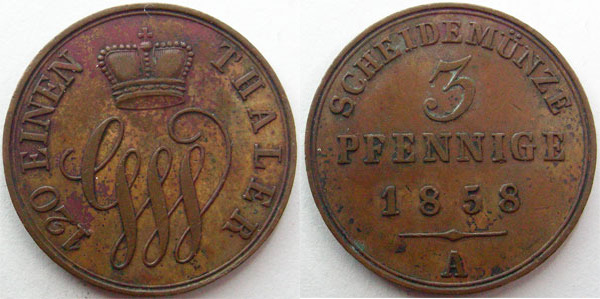 120 EINEN THALER
GW
SCHEIDEMÜNZE
3
PFENNIGE
1858
A